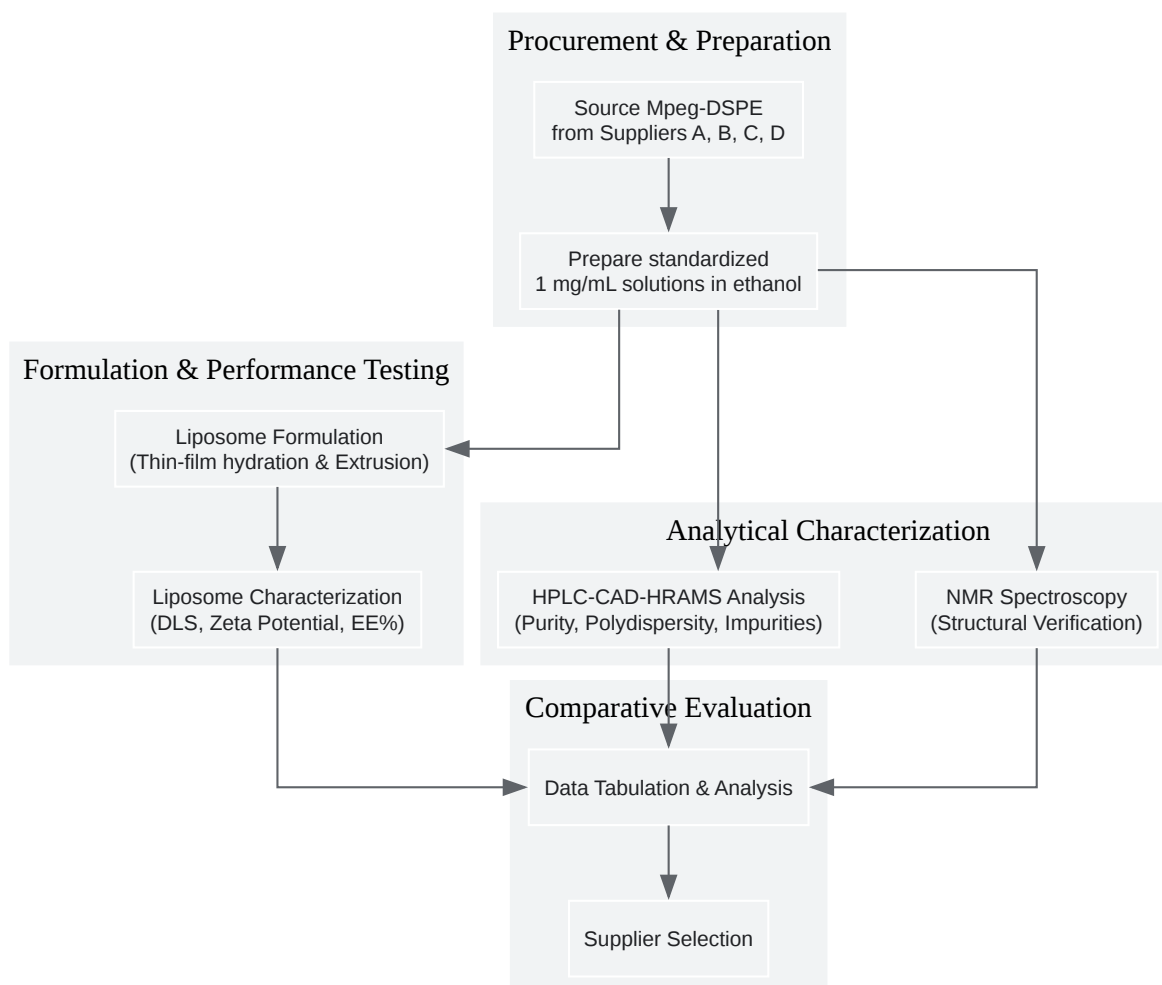 Procurement & Preparation
Source Mpeg-DSPE
from Suppliers A, B, C, D
Prepare standardized
1 mg/mL solutions in ethanol
Formulation & Performance Testing
Liposome Formulation
(Thin-film hydration & Extrusion)
Liposome Characterization
(DLS, Zeta Potential, EE%)
Analytical Characterization
HPLC-CAD-HRAMS Analysis
(Purity, Polydispersity, Impurities)
NMR Spectroscopy
(Structural Verification)
Comparative Evaluation
Data Tabulation & Analysis
Supplier Selection